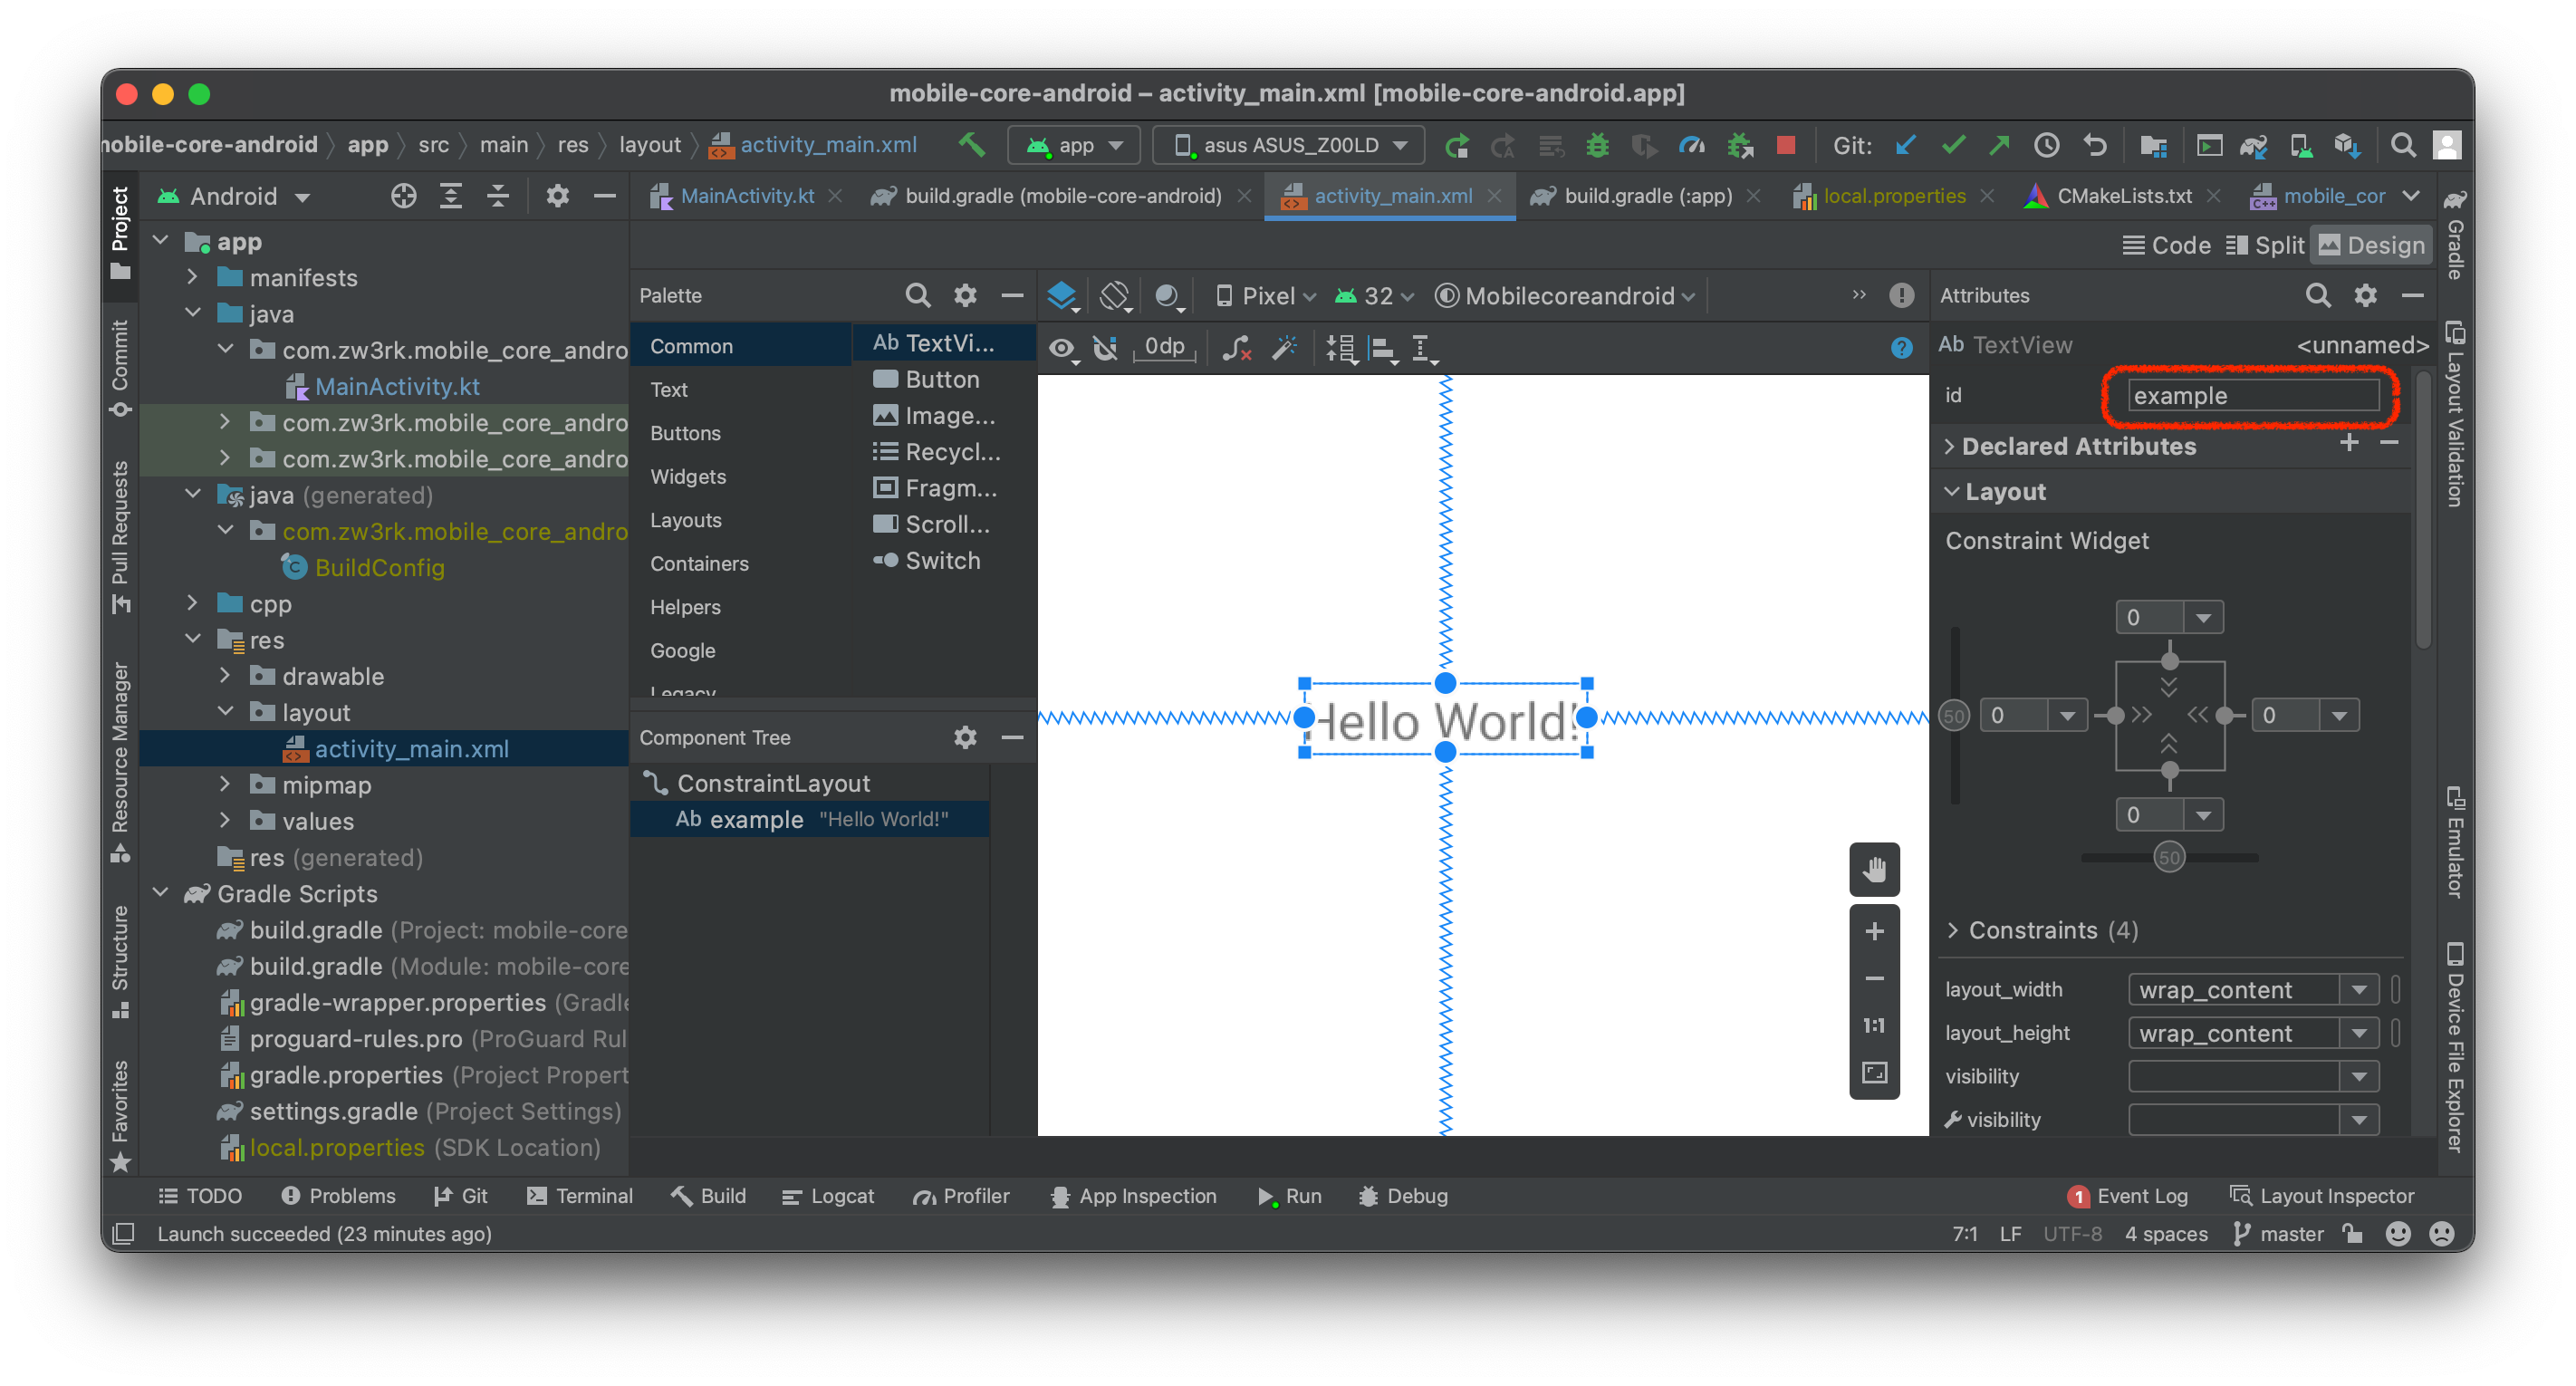 mobile-core-android – activity_main.xml [mobile-core-android.app]
mobile-core-android app src main res layout activity_main.xml app asus ASUS_Z00LD Git:
Android
MainActivity.kt build.gradle (mobile-core-android) activity_main.xml build.gradle (:app) local.properties CMakeLists.txt mobile_cor
Code Split Design
Project
Commit
Pull Requests
Resource Manager
Structure
Favorites
app
manifests
java
com.zw3rk.mobile_core_andro
MainActivity.kt
com.zw3rk.mobile_core_andro
com.zw3rk.mobile_core_andro
java (generated)
com.zw3rk.mobile_core_andro
BuildConfig
cpp
res
drawable
layout
activity_main.xml
mipmap
values
res (generated)
Gradle Scripts
build.gradle (Project: mobile-core
build.gradle (Module: mobile-core
gradle-wrapper.properties (Gradle
proguard-rules.pro (ProGuard Rul
gradle.properties (Project Propert
settings.gradle (Project Settings)
local.properties (SDK Location)
Palette
Common
Text
Buttons
Widgets
Layouts
Containers
Helpers
Google
Legacy
Ab TextVi...
Button
Image...
Recycl...
Fragm...
Scroll...
Switch
Component Tree
ConstraintLayout
Ab example "Hello World!"
Pixel 32 Mobilecoreandroid
0dp
Hello World!
1:1
Attributes
Ab TextView <unnamed>
id example
Declared Attributes
Layout
Constraint Widget
0
50 0 0
0
50
Constraints (4)
layout_width wrap_content
layout_height wrap_content
visibility
visibility
Gradle
Layout Validation
Emulator
Device File Explorer
TODO Problems Git Terminal Build Logcat Profiler App Inspection Run Debug 1 Event Log Layout Inspector
Launch succeeded (23 minutes ago) 7:1 LF UTF-8 4 spaces master